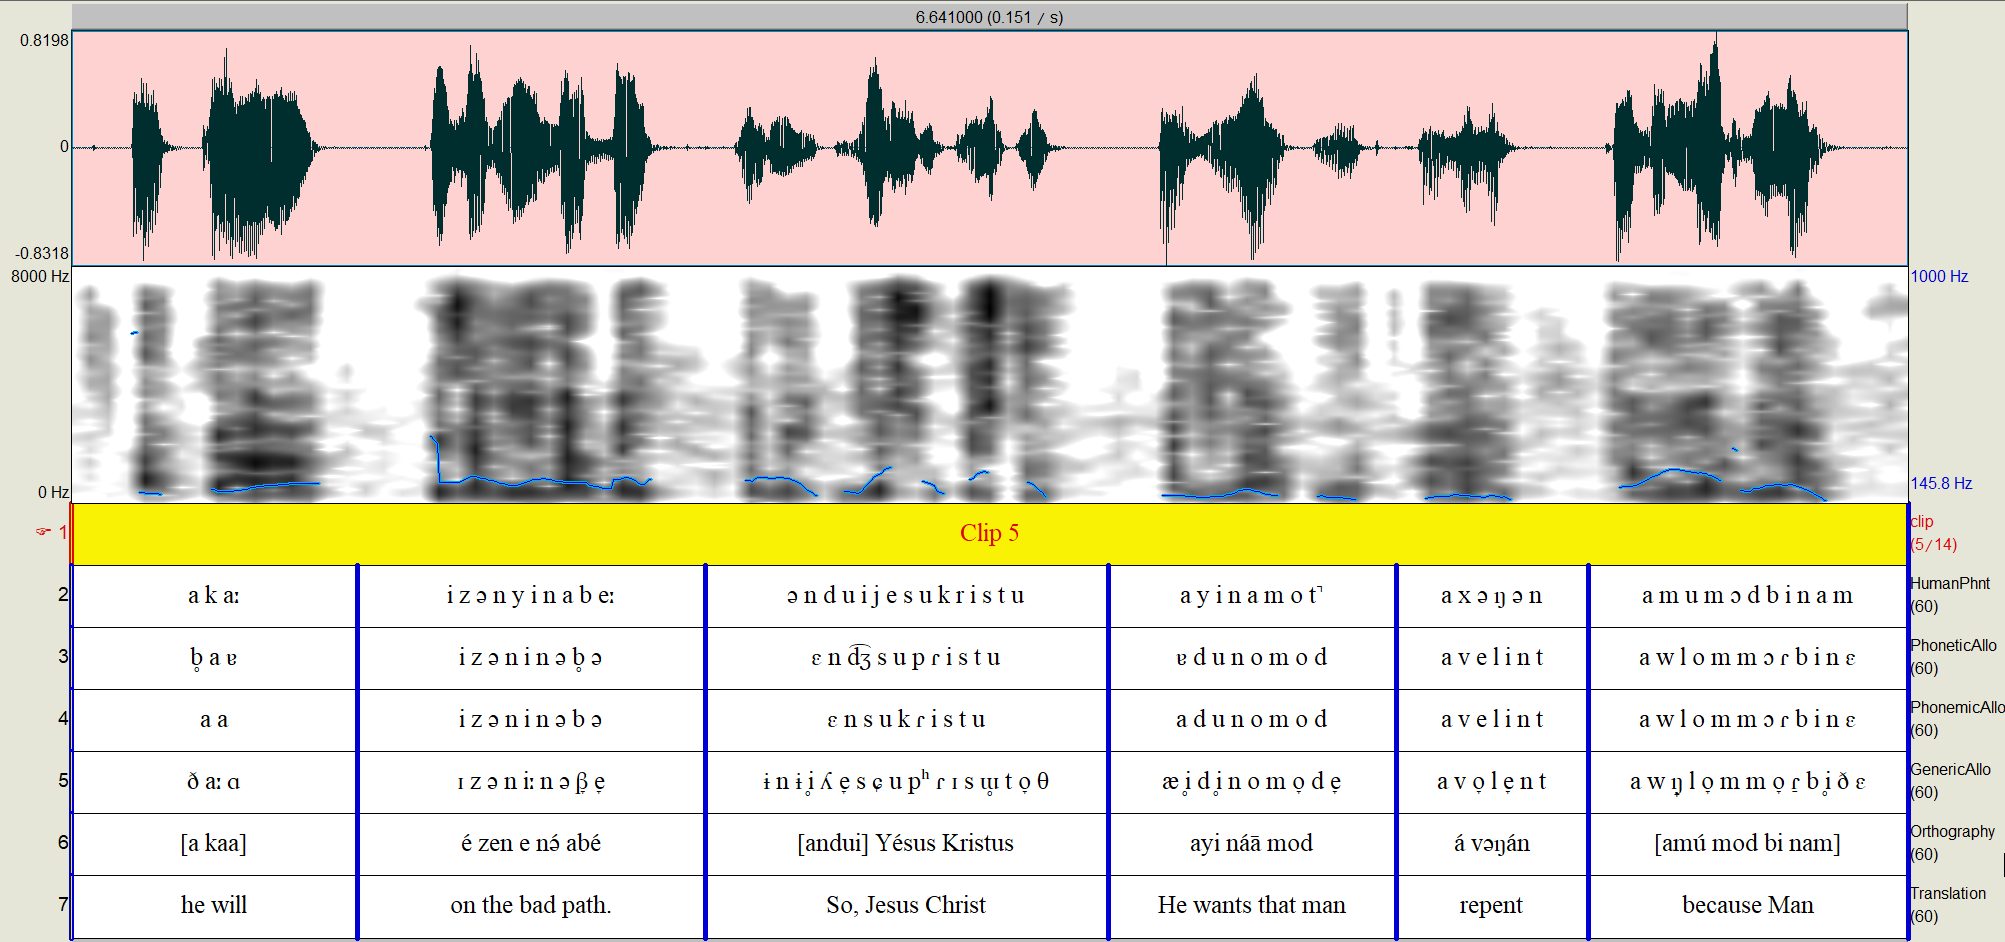 6.641000 (0.151 / s)
0.8198
0
-0.8318
8000 Hz
1000 Hz
0 Hz
145.8 Hz
☞ 1 Clip 5 clip (5/14)
2 a k aː i z ə n y i n a b eː ə n d u i j e s u k r i s t u a y i n a m o t̚ a x ə ŋ ə n a m u m ɔ d b i n a m HumanPhnt (60)
3 b̥ a ɐ i z ə n i n ə b̥ ə ɛ n d͡ʒ s u p ɾ i s t u ɐ d u n o m o d a v e l i n t a w l o m m ɔ ɾ b i n ɛ PhoneticAllo (60)
4 a a i z ə n i n ə b ə ɛ n s u k ɾ i s t u a d u n o m o d a v e l i n t a w l o m m ɔ ɾ b i n ɛ PhonemicAllo (60)
5 ð aː ɑ ɪ z ə n iː n ə β̞ e̞ ɨ n ɨ i̥ ʎ e̞ s ɕ u pʰ ɾ ɪ s ɯ̥ t o̞ θ æ i̥ d i̥ n o m o̞ d e̞ a v o̞ l e̞ n t a w ŋ̟ l o̞ m m o̞ ɾ̠ b i̥ ð ɛ GenericAllo (60)
6 [a kaa] é zen e nə́ abé [andui] Yésus Kristus ayi náā mod á vəŋán [amú mod bi nam] Orthography (60)
7 he will on the bad path. So, Jesus Christ He wants that man repent because Man Translation (60)